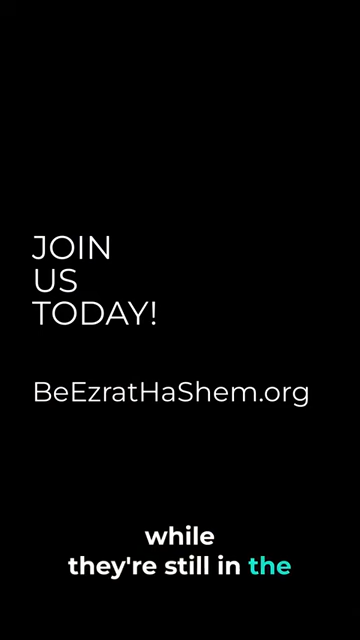 JOIN
US
TODAY!
BeEzratHaShem.org
while
they're still in the